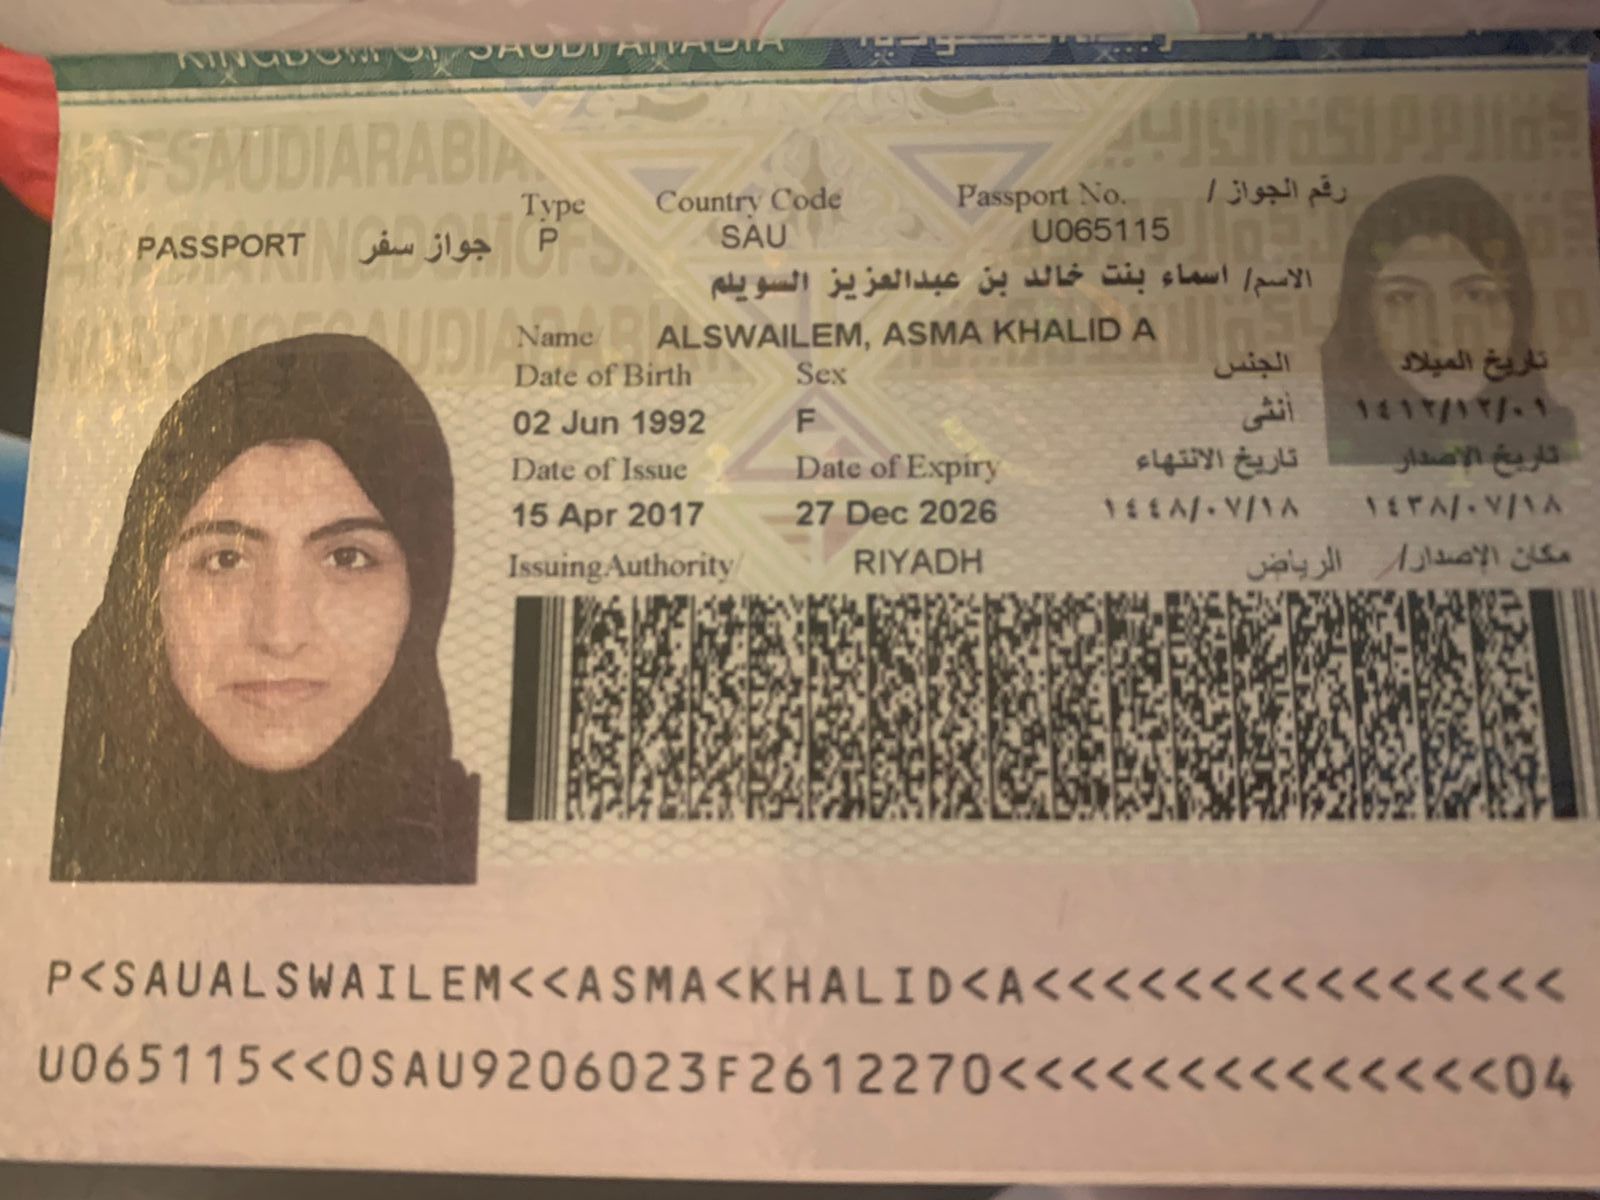 KINGDOM OF SAUDI ARABIA
Type Country Code Passport No. رقم الجواز /
PASSPORT جواز سفر P SAU U065115
الاسم/ اسماء بنت خالد بن عبدالعزيز السويلم
Name/ ALSWAILEM, ASMA KHALID A
Date of Birth Sex الجنس تاريخ الميلاد
02 Jun 1992 F أنثى ١٤١٢/١٢/٠١
Date of Issue Date of Expiry تاريخ الانتهاء تاريخ الاصدار
15 Apr 2017 27 Dec 2026 ١٤٤٨/٠٧/١٨ ١٤٣٨/٠٧/١٨
Issuing Authority/ RIYADH الرياض مكان الإصدار/
P<SAUALSWAILEM<<ASMA<KHALID<A<<<<<<<<<<<<<<<
U065115<<0SAU9206023F2612270<<<<<<<<<<<<<<04